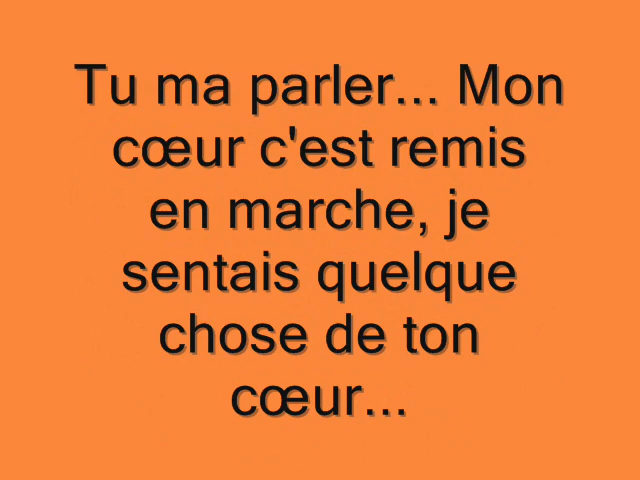 Tu ma parler... Mon
cœur c'est remis
en marche, je
sentais quelque
chose de ton
cœur...